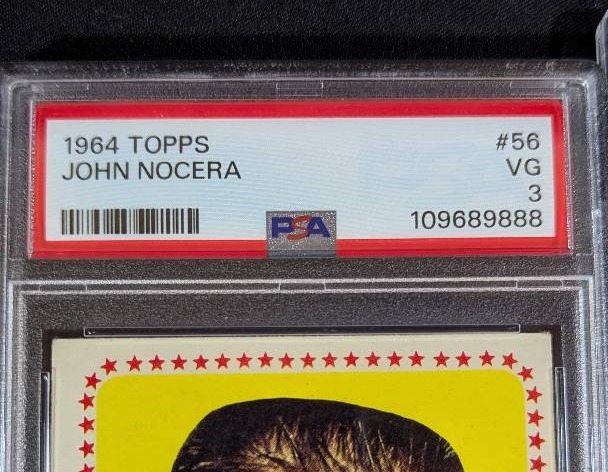 1964 TOPPS #56
JOHN NOCERA VG
3
PSA 109689888